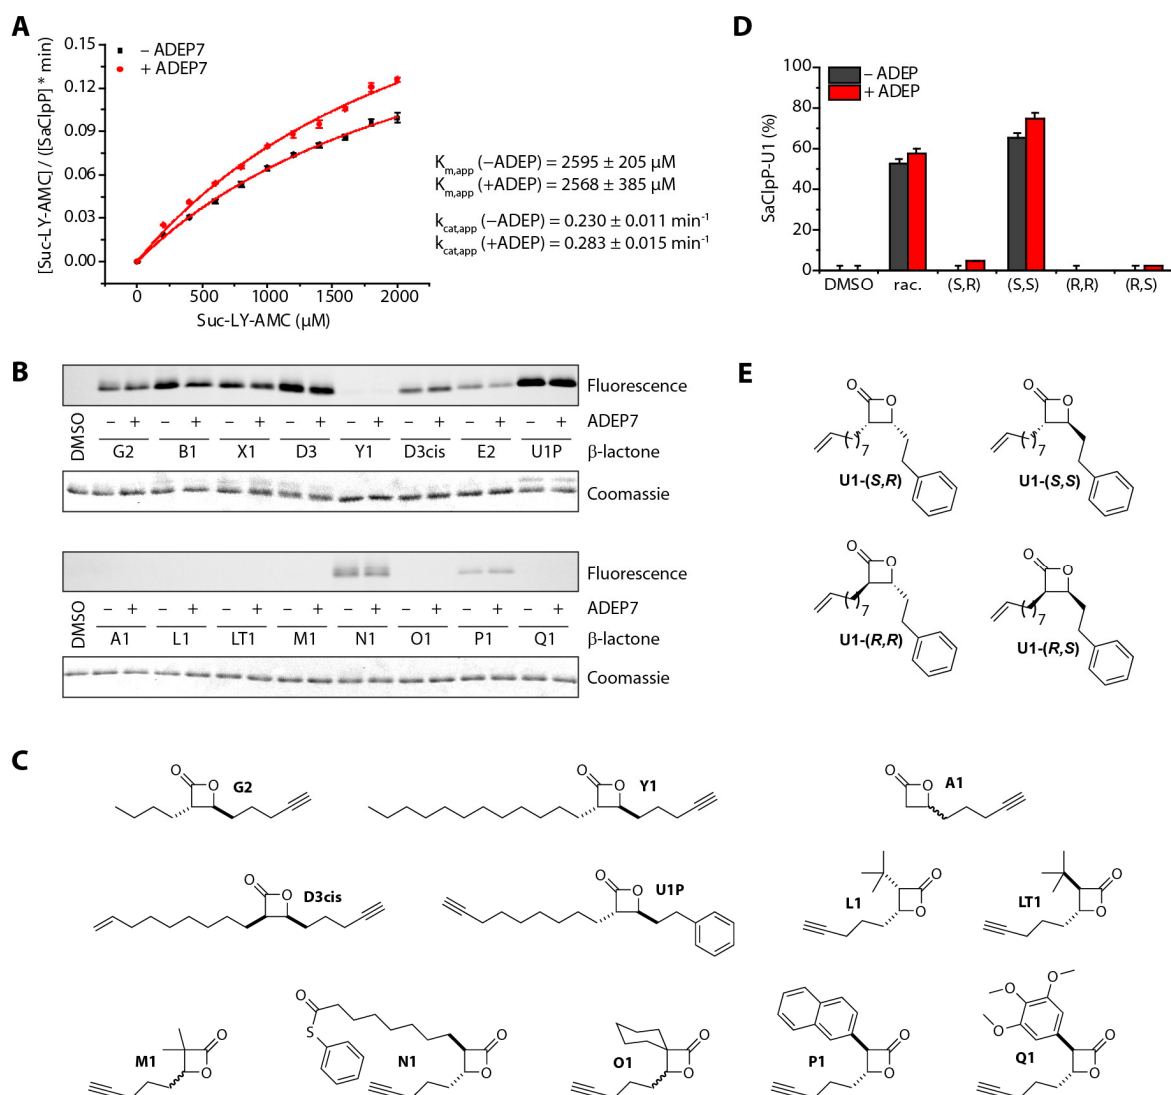 A
[Suc-LY-AMC] / ([SaClpP] * min)
0.15
0.12
0.09
0.06
0.03
0.00
– ADEP7
+ ADEP7
0 500 1000 1500 2000
Suc-LY-AMC (µM)
Km,app (−ADEP) = 2595 ± 205 µM
Km,app (+ADEP) = 2568 ± 385 µM
kcat,app (−ADEP) = 0.230 ± 0.011 min-1
kcat,app (+ADEP) = 0.283 ± 0.015 min-1
D
SaClpP-U1 (%)
100
80
60
40
20
0
– ADEP
+ ADEP
DMSO rac. (S,R) (S,S) (R,R) (R,S)
B
Fluorescence
DMSO – + – + – + – + – + – + – + – + ADEP7
G2 B1 X1 D3 Y1 D3cis E2 U1P β-lactone
Coomassie
Fluorescence
DMSO – + – + – + – + – + – + – + – + ADEP7
A1 L1 LT1 M1 N1 O1 P1 Q1 β-lactone
Coomassie
E
O
O
7
U1-(S,R)
O
O
7
U1-(S,S)
O
O
7
U1-(R,R)
O
O
7
U1-(R,S)
C
O
O
G2
O
O
Y1
O
O
A1
O
O
D3cis
O
O
U1P
O
O
L1
O
O
LT1
O
O
M1
O
S
O
O
N1
O
O
O1
O
O
P1
O
O
O
O
O
Q1